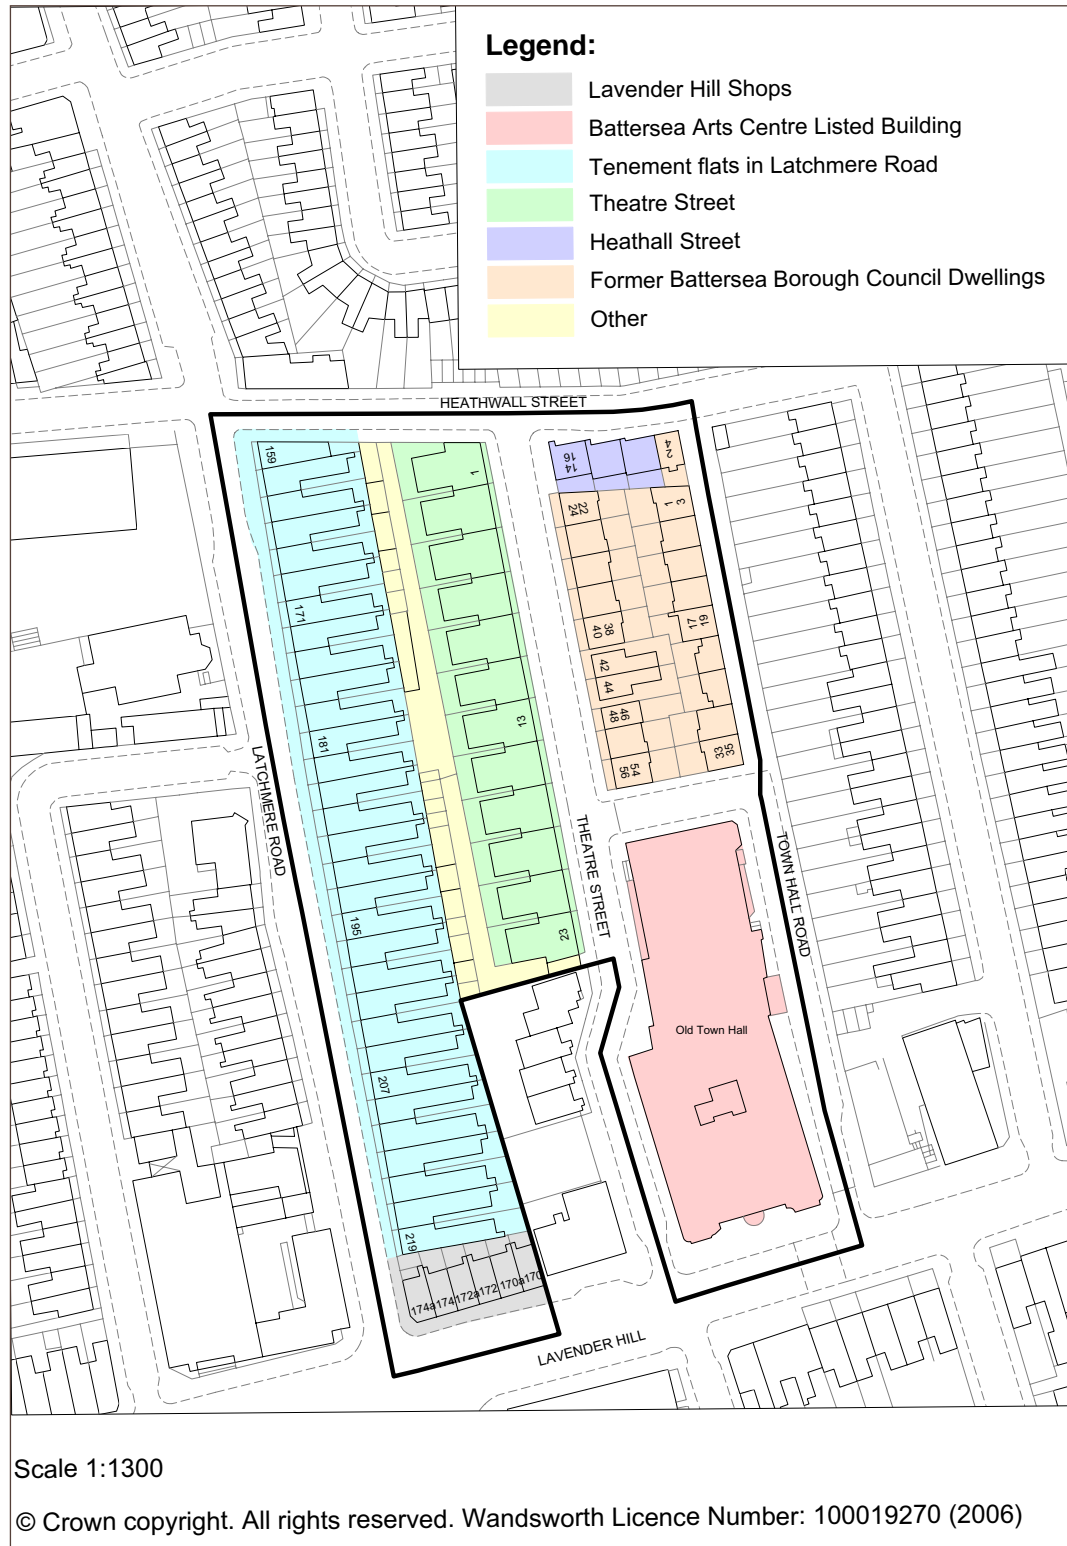 Legend:
Lavender Hill Shops
Battersea Arts Centre Listed Building
Tenement flats in Latchmere Road
Theatre Street
Heathall Street
Former Battersea Borough Council Dwellings
Other
HEATHWALL STREET
159
1
16
14
24
22
24
3
1
171
38
40
19
17
42
44
13
46
48
181
35
33
54
56
LATCHMERE ROAD
THEATRE STREET
TOWN HALL ROAD
195
23
Old Town Hall
207
219
174a 174 172a 172 170a 170
LAVENDER HILL
Scale 1:1300
© Crown copyright. All rights reserved. Wandsworth Licence Number: 100019270 (2006)